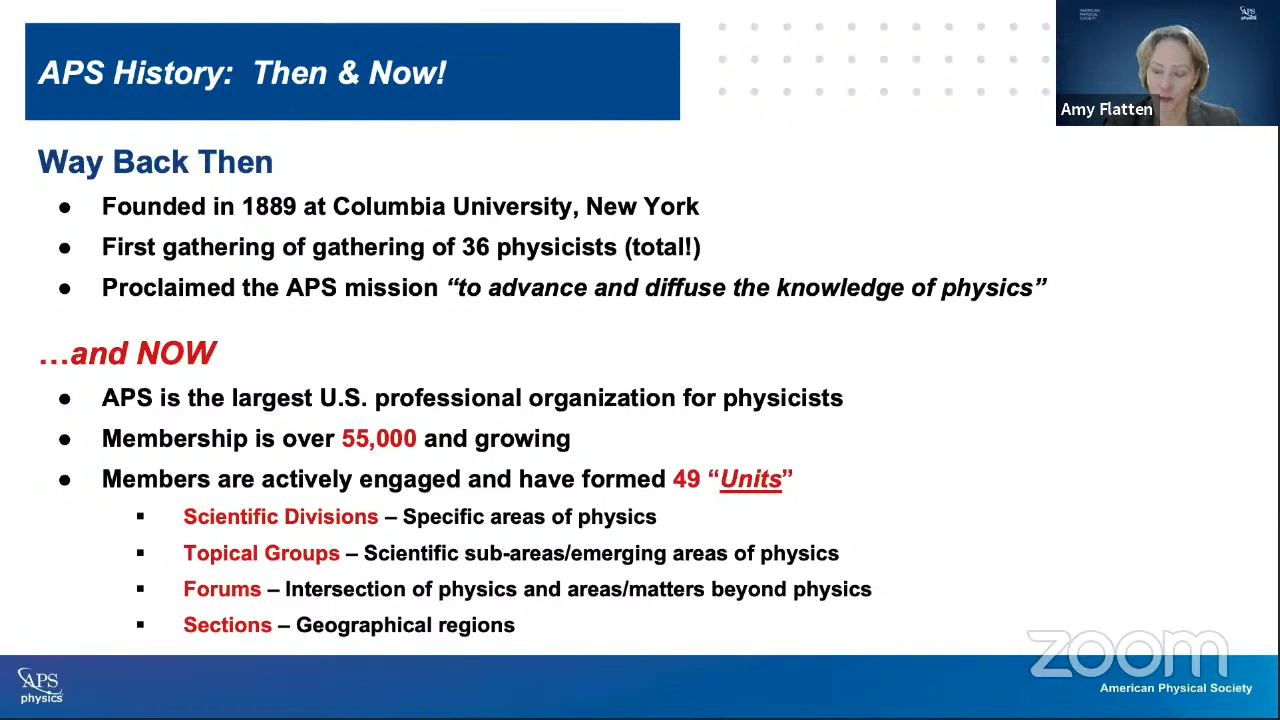 APS History: Then & Now!
AMERICAN
PHYSICAL
SOCIETY
APS
physics
Amy Flatten
Way Back Then
● Founded in 1889 at Columbia University, New York
● First gathering of gathering of 36 physicists (total!)
● Proclaimed the APS mission “to advance and diffuse the knowledge of physics”
…and NOW
● APS is the largest U.S. professional organization for physicists
● Membership is over 55,000 and growing
● Members are actively engaged and have formed 49 “Units”
▪ Scientific Divisions – Specific areas of physics
▪ Topical Groups – Scientific sub-areas/emerging areas of physics
▪ Forums – Intersection of physics and areas/matters beyond physics
▪ Sections – Geographical regions
zoom
APS
physics
American Physical Society